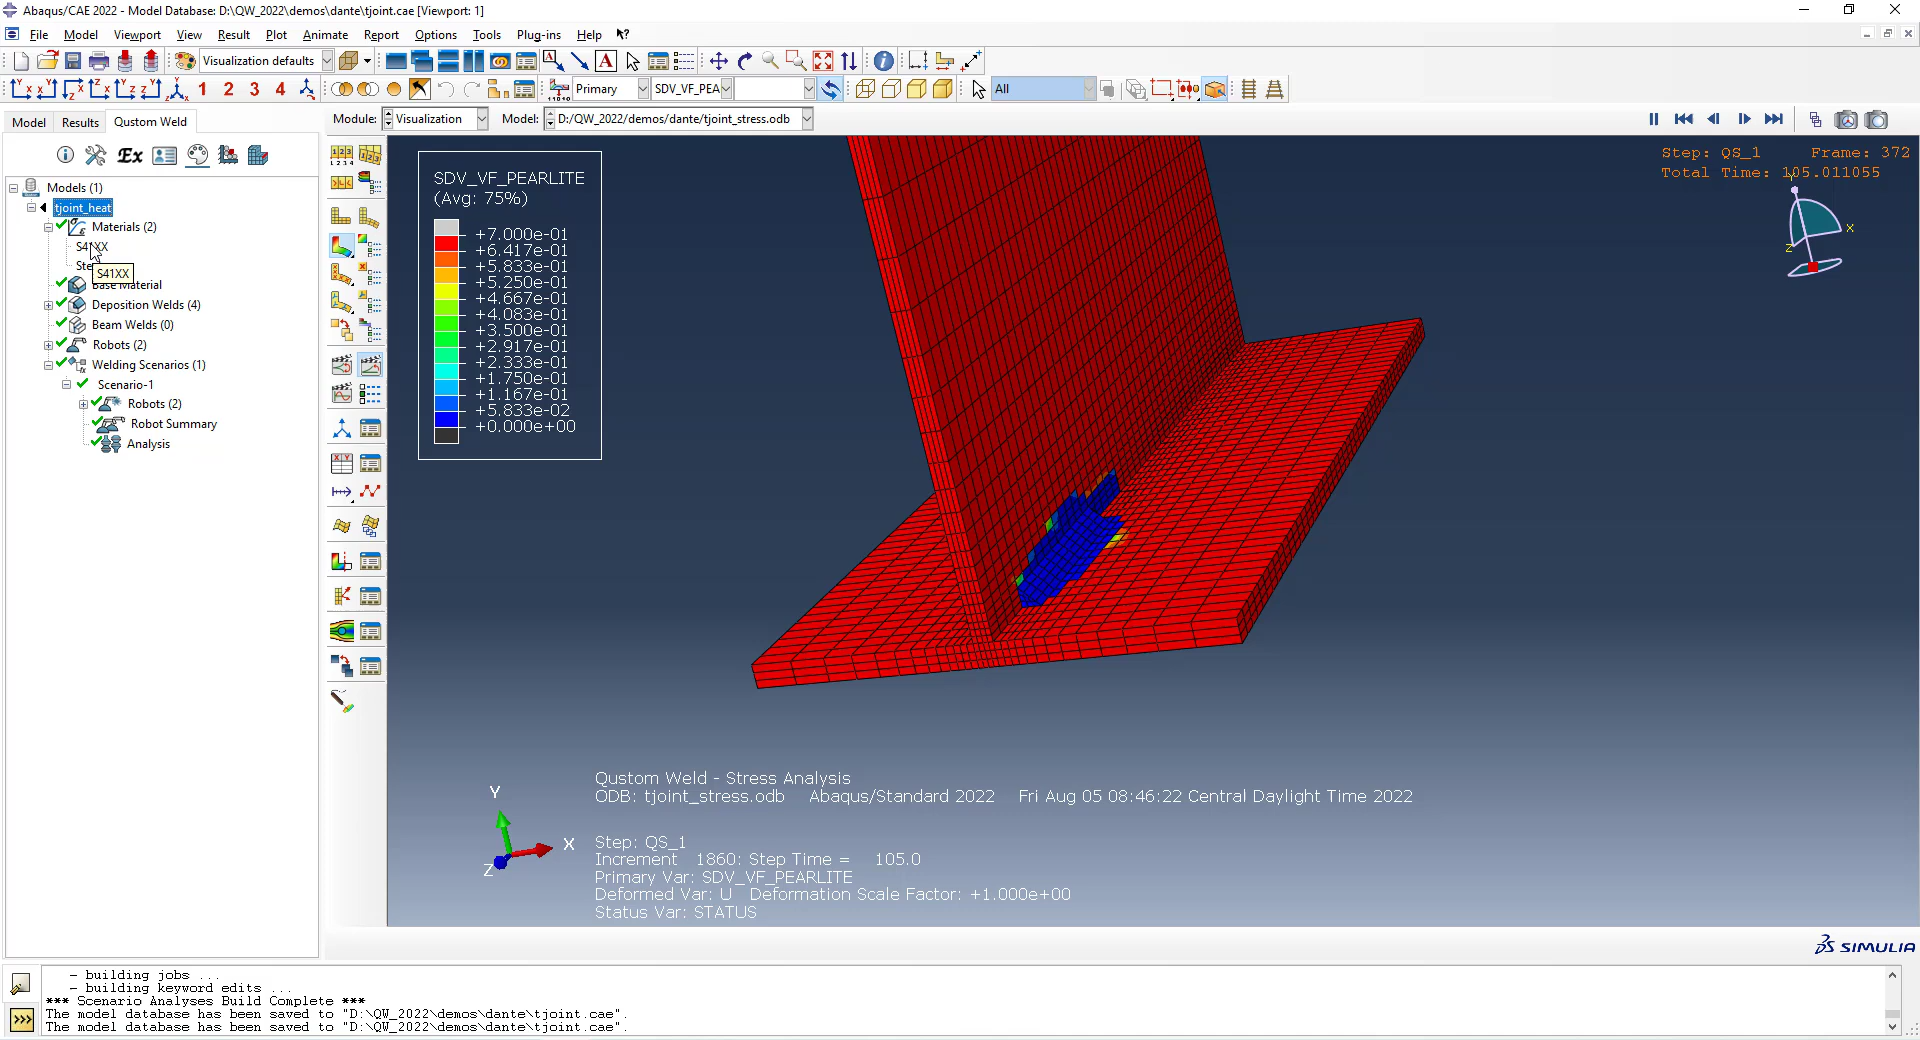 Abaqus/CAE 2022 - Model Database: D:\QW_2022\demos\dante\tjoint.cae [Viewport: 1]
File Model Viewport View Result Plot Animate Report Options Tools Plug-ins Help
Visualization defaults
1 2 3 4
Primary SDV_VF_PEA All
Model Results Qustom Weld
Module: Visualization Model: D:/QW_2022/demos/dante/tjoint_stress.odb
Ex
Models (1)
tjoint_heat
Materials (2)
S41XX
Ste
S41XX
Base Material
Deposition Welds (4)
Beam Welds (0)
Robots (2)
Welding Scenarios (1)
Scenario-1
Robots (2)
Robot Summary
Analysis
SDV_VF_PEARLITE
(Avg: 75%)
+7.000e-01
+6.417e-01
+5.833e-01
+5.250e-01
+4.667e-01
+4.083e-01
+3.500e-01
+2.917e-01
+2.333e-01
+1.750e-01
+1.167e-01
+5.833e-02
+0.000e+00
Step: QS_1 Frame: 372
Total Time: 105.011055
Y
X
Z
Qustom Weld - Stress Analysis
ODB: tjoint_stress.odb Abaqus/Standard 2022 Fri Aug 05 08:46:22 Central Daylight Time 2022
Y
X
Z
Step: QS_1
Increment 1860: Step Time = 105.0
Primary Var: SDV_VF_PEARLITE
Deformed Var: U Deformation Scale Factor: +1.000e+00
Status Var: STATUS
SIMULIA
- building jobs ...
- building keyword edits ...
*** Scenario Analyses Build Complete ***
The model database has been saved to "D:\QW_2022\demos\dante\tjoint.cae".
The model database has been saved to "D:\QW_2022\demos\dante\tjoint.cae".
>>>